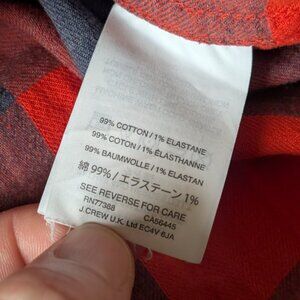 99% COTTON / 1% ELASTANE
99% COTON / 1% ÉLASTHANNE
99% BAUMWOLLE / 1% ELASTAN
綿 99% / エラステーン 1%
SEE REVERSE FOR CARE
RN77388 CA56445
J.CREW U.K. Ltd EC4V 6JA